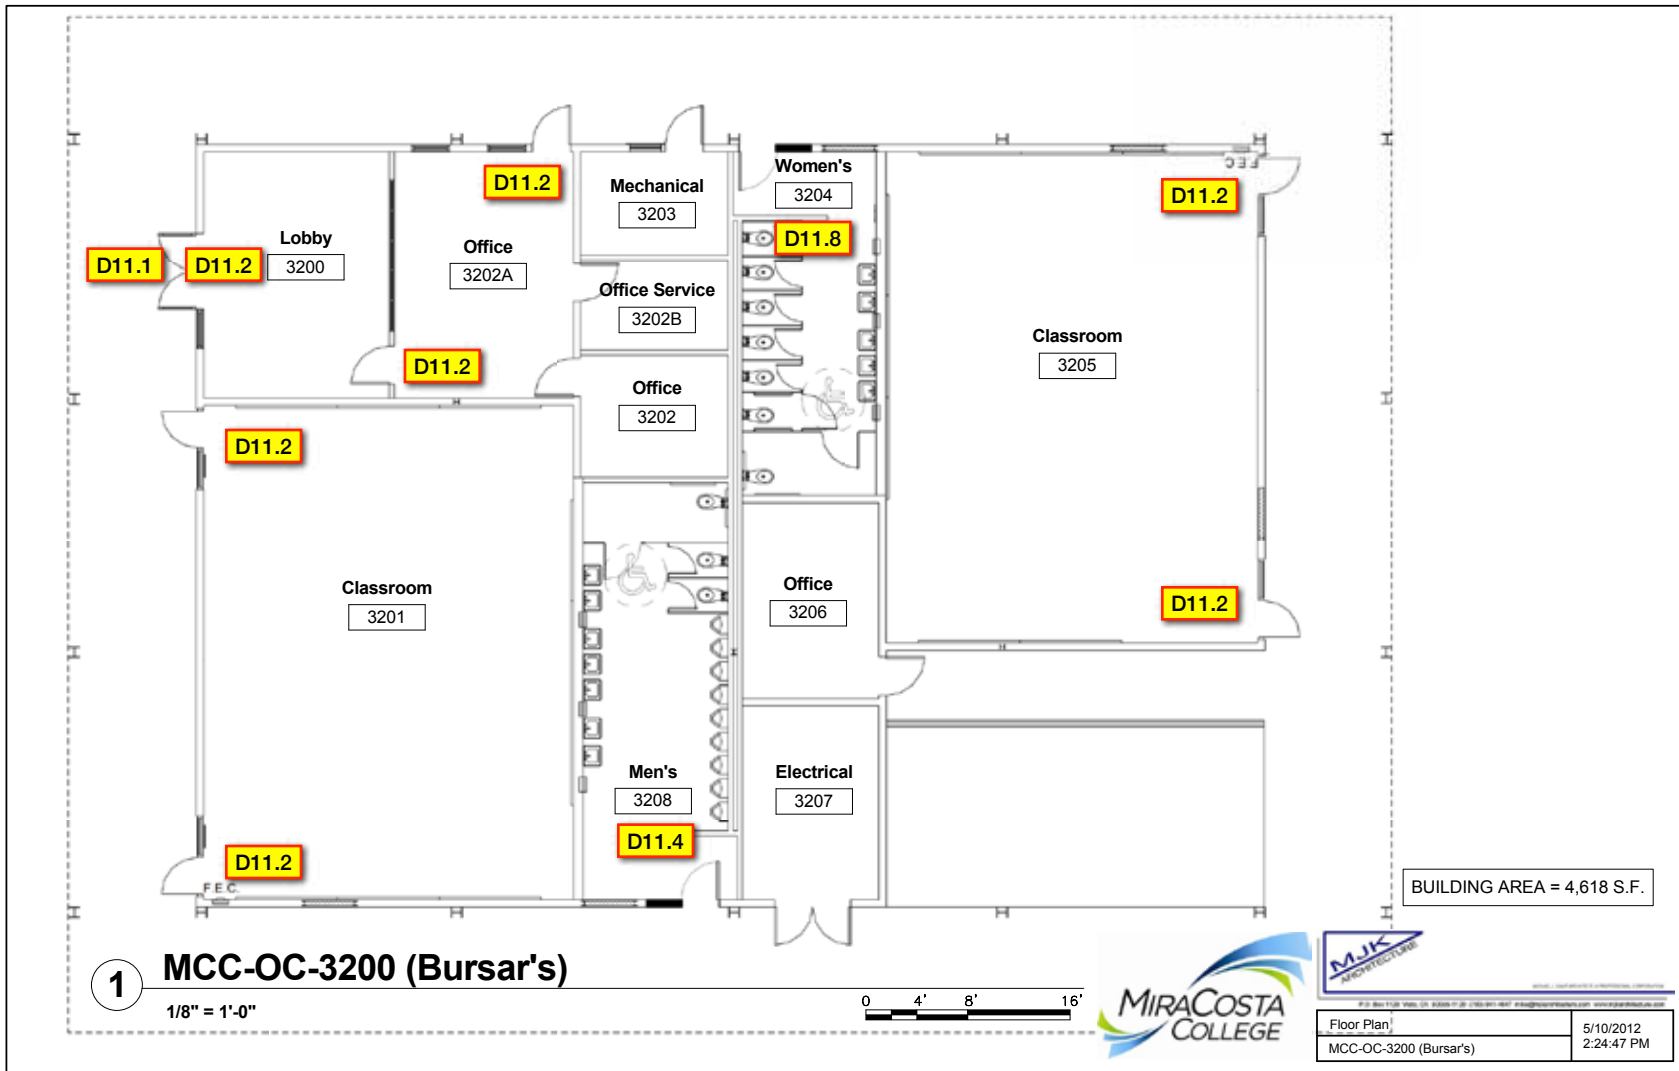 Women's
3204
D11.2
Mechanical
3203
D11.2
F.E.C.
Lobby
3200
D11.1
D11.2
Office
3202A
D11.8
Office Service
3202B
Classroom
3205
D11.2
Office
3202
D11.2
Classroom
3201
Office
3206
D11.2
Men's
3208
Electrical
3207
D11.4
D11.2
F.E.C.
BUILDING AREA = 4,618 S.F.
1
MCC-OC-3200 (Bursar's)
1/8" = 1'-0"
0 4' 8' 16'
MIRACOSTA
COLLEGE
MJK
ARCHITECTURE
Floor Plan
MCC-OC-3200 (Bursar's)
5/10/2012
2:24:47 PM